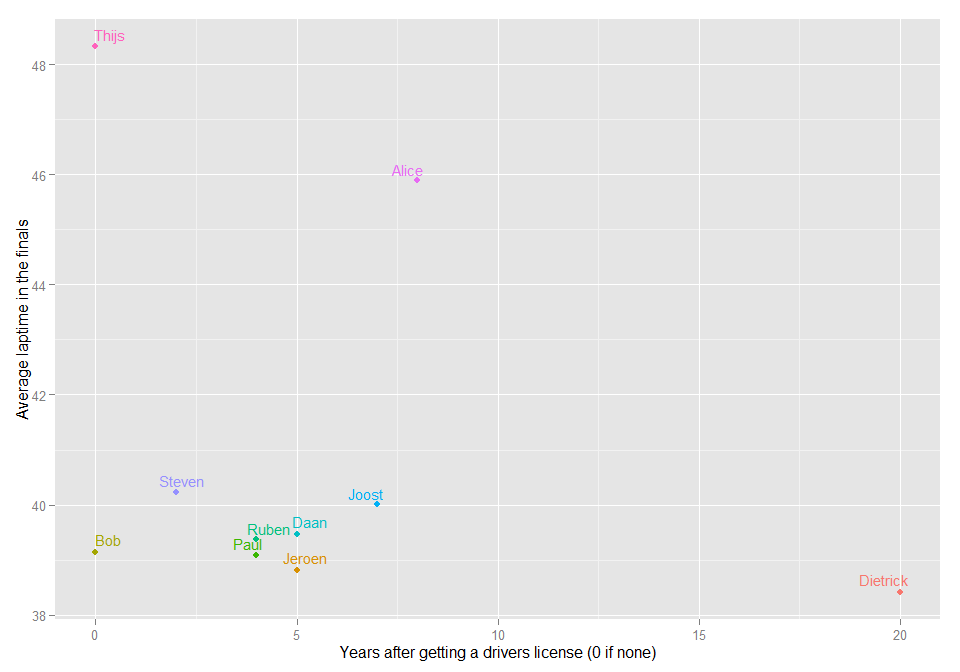 Thijs
48
Alice
46
Average laptime in the finals
44
42
Steven
Joost
40
Daan
Ruben
Bob
Paul
Jeroen
Dietrick
38
0 5 10 15 20
Years after getting a drivers license (0 if none)